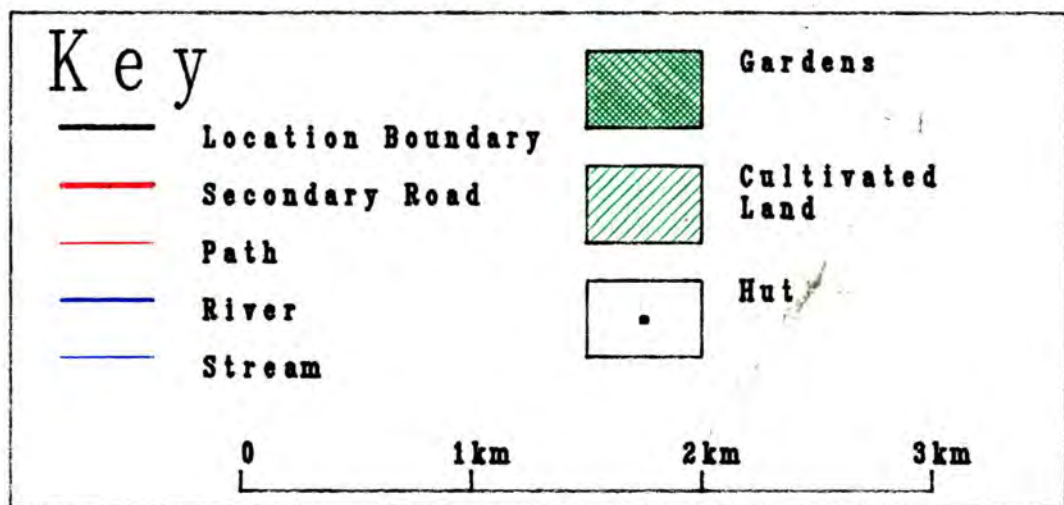 Key
Location Boundary
Secondary Road
Path
River
Stream
Gardens
Cultivated
Land
Hut
0 1km 2km 3km